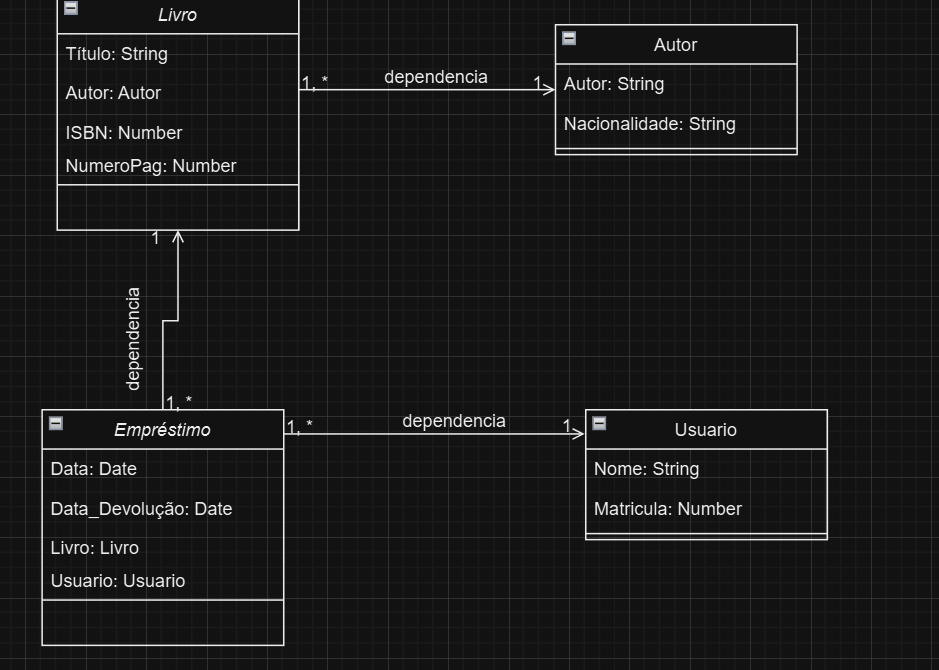 Livro
Título: String
Autor: Autor
ISBN: Number
NumeroPag: Number
1, *
dependencia
1
Autor
Autor: String
Nacionalidade: String
1
dependencia
1, *
Empréstimo
Data: Date
Data_Devolução: Date
Livro: Livro
Usuario: Usuario
1, *
dependencia
1
Usuario
Nome: String
Matricula: Number